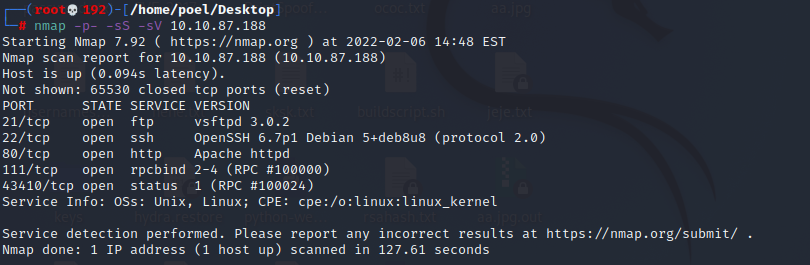 ┌──(root💀192)-[/home/poel/Desktop]
└─# nmap -p- -sS -sV 10.10.87.188
Starting Nmap 7.92 ( https://nmap.org ) at 2022-02-06 14:48 EST
Nmap scan report for 10.10.87.188 (10.10.87.188)
Host is up (0.094s latency).
Not shown: 65530 closed tcp ports (reset)
PORT      STATE SERVICE VERSION
21/tcp    open  ftp     vsftpd 3.0.2
22/tcp    open  ssh     OpenSSH 6.7p1 Debian 5+deb8u8 (protocol 2.0)
80/tcp    open  http    Apache httpd
111/tcp   open  rpcbind 2-4 (RPC #100000)
43410/tcp open  status  1 (RPC #100024)
Service Info: OSs: Unix, Linux; CPE: cpe:/o:linux:linux_kernel

Service detection performed. Please report any incorrect results at https://nmap.org/submit/ .
Nmap done: 1 IP address (1 host up) scanned in 127.61 seconds